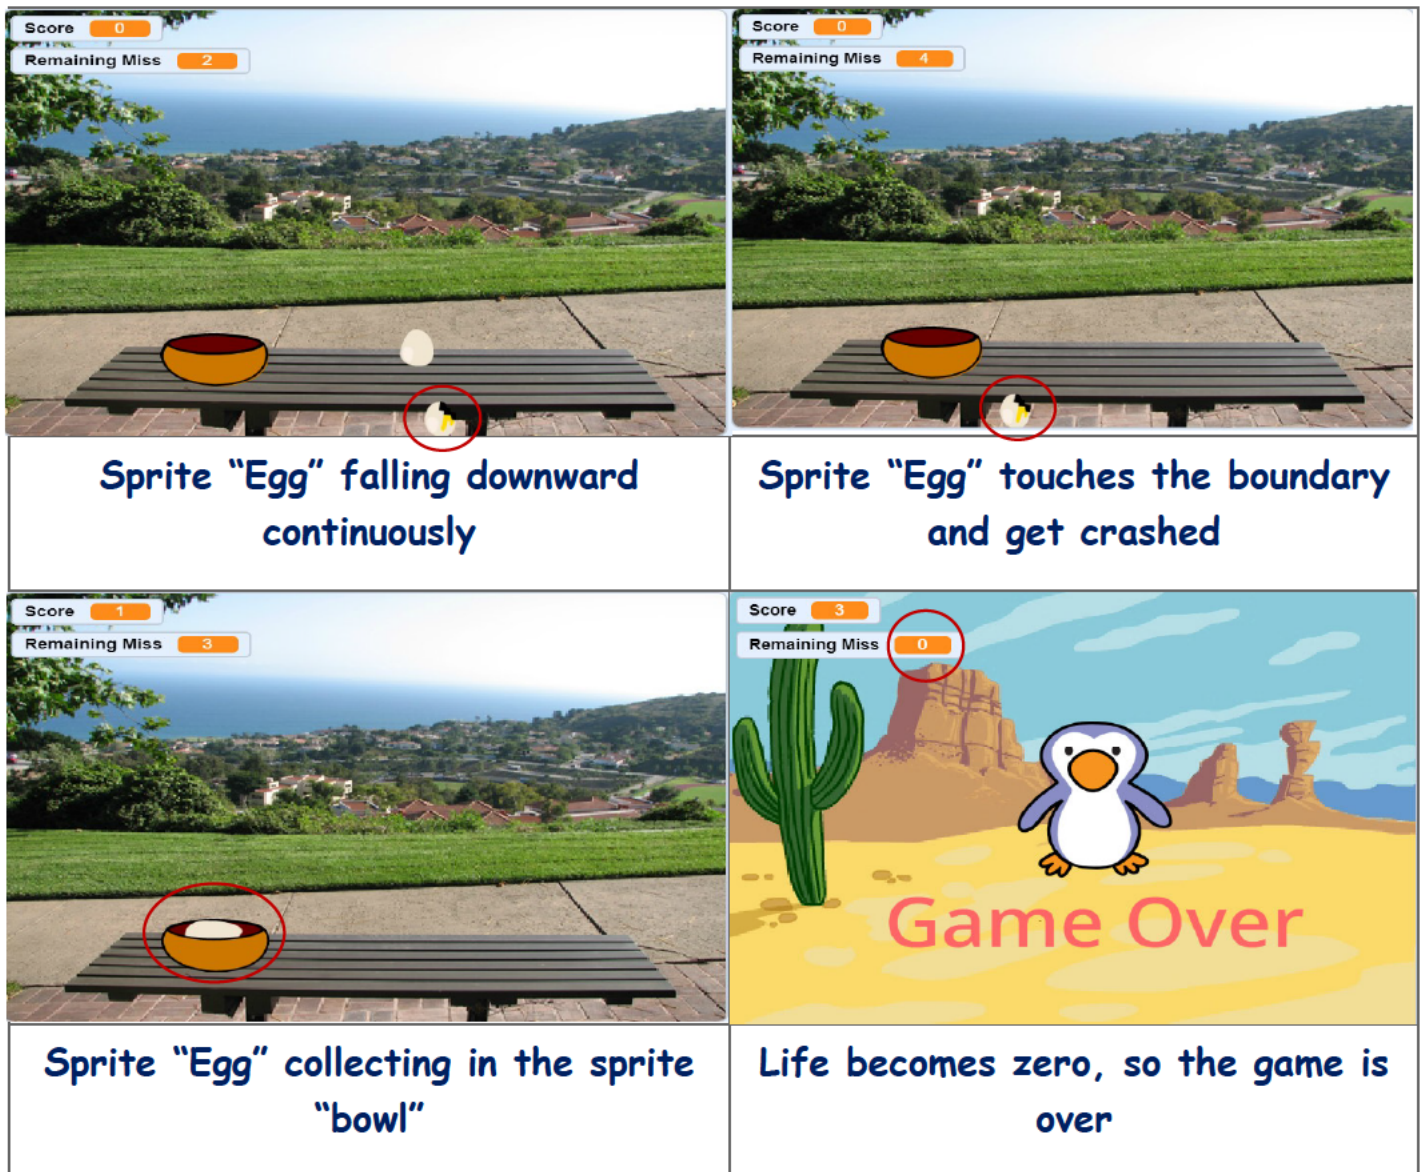 Score 0
Remaining Miss 2
Score 0
Remaining Miss 4
Sprite “Egg” falling downward
continuously
Sprite “Egg” touches the boundary
and get crashed
Score 1
Remaining Miss 3
Score 3
Remaining Miss 0
Game Over
Sprite “Egg” collecting in the sprite
“bowl”
Life becomes zero, so the game is
over